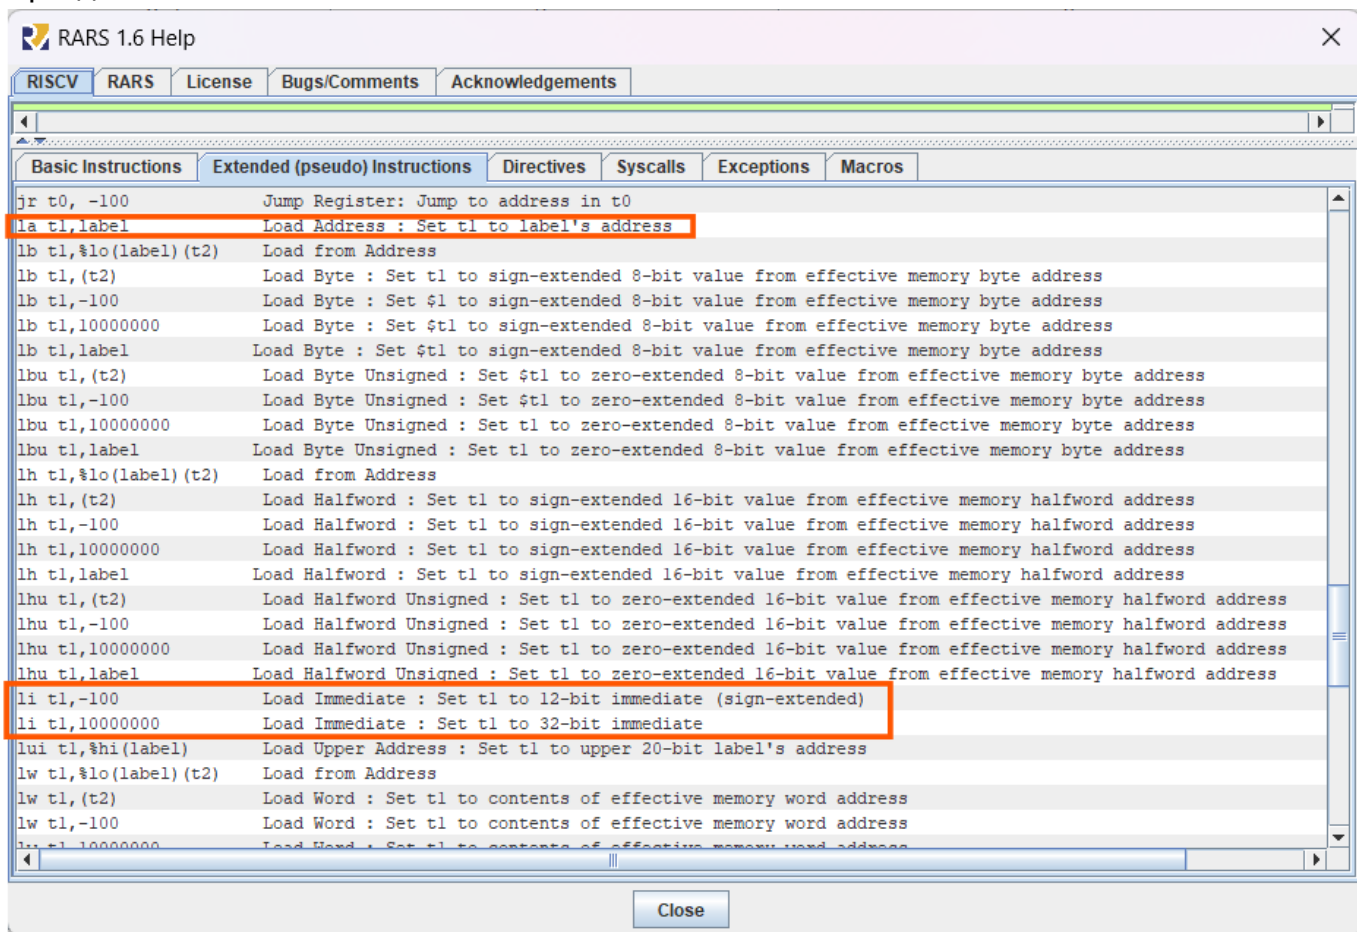 RARS 1.6 Help
RISCV RARS License Bugs/Comments Acknowledgements
Basic Instructions Extended (pseudo) Instructions Directives Syscalls Exceptions Macros
jr t0, -100 Jump Register: Jump to address in t0
la t1,label Load Address : Set t1 to label's address
lb t1,%lo(label)(t2) Load from Address
lb t1,(t2) Load Byte : Set t1 to sign-extended 8-bit value from effective memory byte address
lb t1,-100 Load Byte : Set $1 to sign-extended 8-bit value from effective memory byte address
lb t1,10000000 Load Byte : Set $t1 to sign-extended 8-bit value from effective memory byte address
lb t1,label Load Byte : Set $t1 to sign-extended 8-bit value from effective memory byte address
lbu t1,(t2) Load Byte Unsigned : Set $t1 to zero-extended 8-bit value from effective memory byte address
lbu t1,-100 Load Byte Unsigned : Set $t1 to zero-extended 8-bit value from effective memory byte address
lbu t1,10000000 Load Byte Unsigned : Set t1 to zero-extended 8-bit value from effective memory byte address
lbu t1,label Load Byte Unsigned : Set t1 to zero-extended 8-bit value from effective memory byte address
lh t1,%lo(label)(t2) Load from Address
lh t1,(t2) Load Halfword : Set t1 to sign-extended 16-bit value from effective memory halfword address
lh t1,-100 Load Halfword : Set t1 to sign-extended 16-bit value from effective memory halfword address
lh t1,10000000 Load Halfword : Set t1 to sign-extended 16-bit value from effective memory halfword address
lh t1,label Load Halfword : Set t1 to sign-extended 16-bit value from effective memory halfword address
lhu t1,(t2) Load Halfword Unsigned : Set t1 to zero-extended 16-bit value from effective memory halfword address
lhu t1,-100 Load Halfword Unsigned : Set t1 to zero-extended 16-bit value from effective memory halfword address
lhu t1,10000000 Load Halfword Unsigned : Set t1 to zero-extended 16-bit value from effective memory halfword address
lhu t1,label Load Halfword Unsigned : Set t1 to zero-extended 16-bit value from effective memory halfword address
li t1,-100 Load Immediate : Set t1 to 12-bit immediate (sign-extended)
li t1,10000000 Load Immediate : Set t1 to 32-bit immediate
lui t1,%hi(label) Load Upper Address : Set t1 to upper 20-bit label's address
lw t1,%lo(label)(t2) Load from Address
lw t1,(t2) Load Word : Set t1 to contents of effective memory word address
lw t1,-100 Load Word : Set t1 to contents of effective memory word address
lw t1,10000000 Load Word : Set t1 to contents of effective memory word address
Close